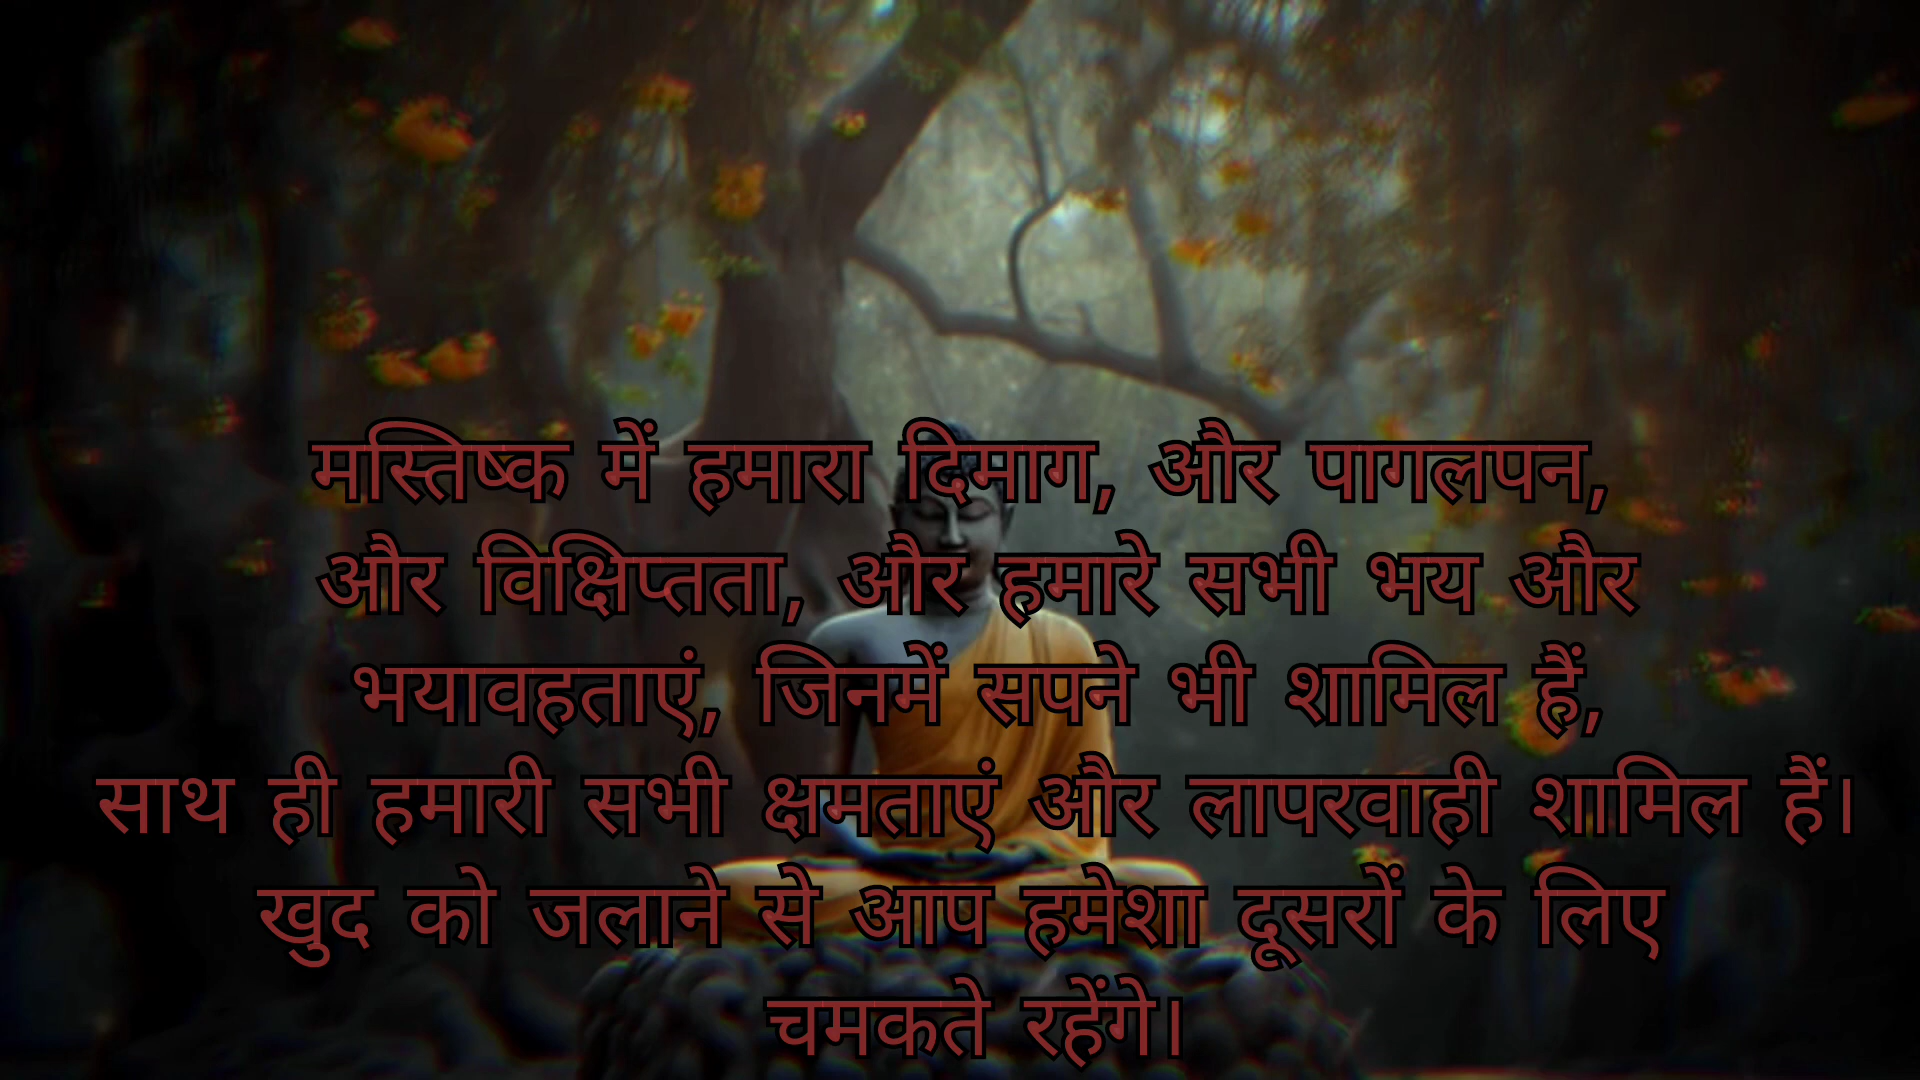 मस्तिष्क में हमारा दिमाग, और पागलपन,
और विक्षिप्तता, और हमारे सभी भय और
भयावहताएं, जिनमें सपने भी शामिल हैं,
साथ ही हमारी सभी क्षमताएं और लापरवाही शामिल हैं।
खुद को जलाने से आप हमेशा दूसरों के लिए
चमकते रहेंगे।